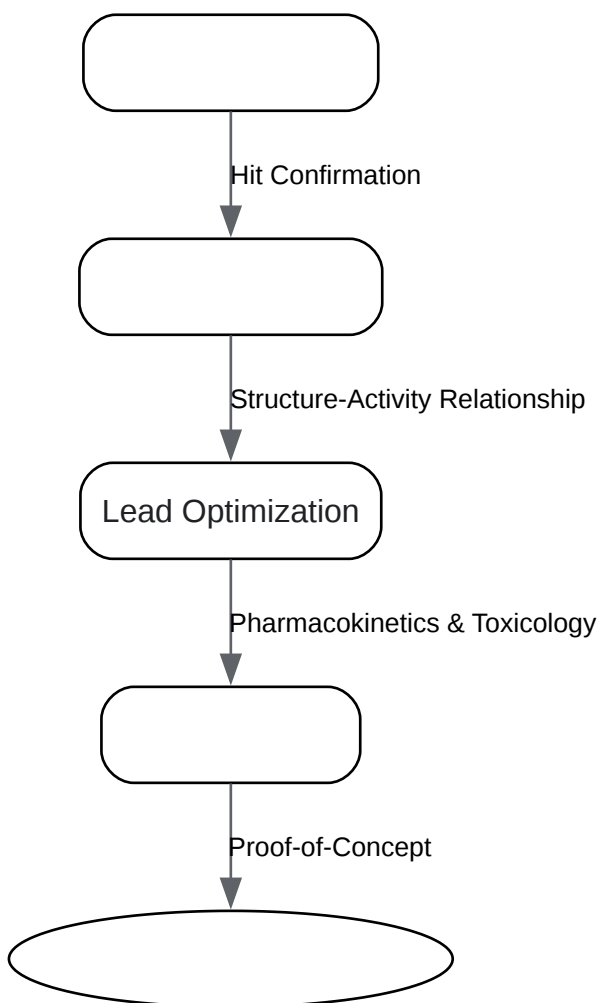 Hit Confirmation
Structure-Activity Relationship
Lead Optimization
Pharmacokinetics & Toxicology
Proof-of-Concept